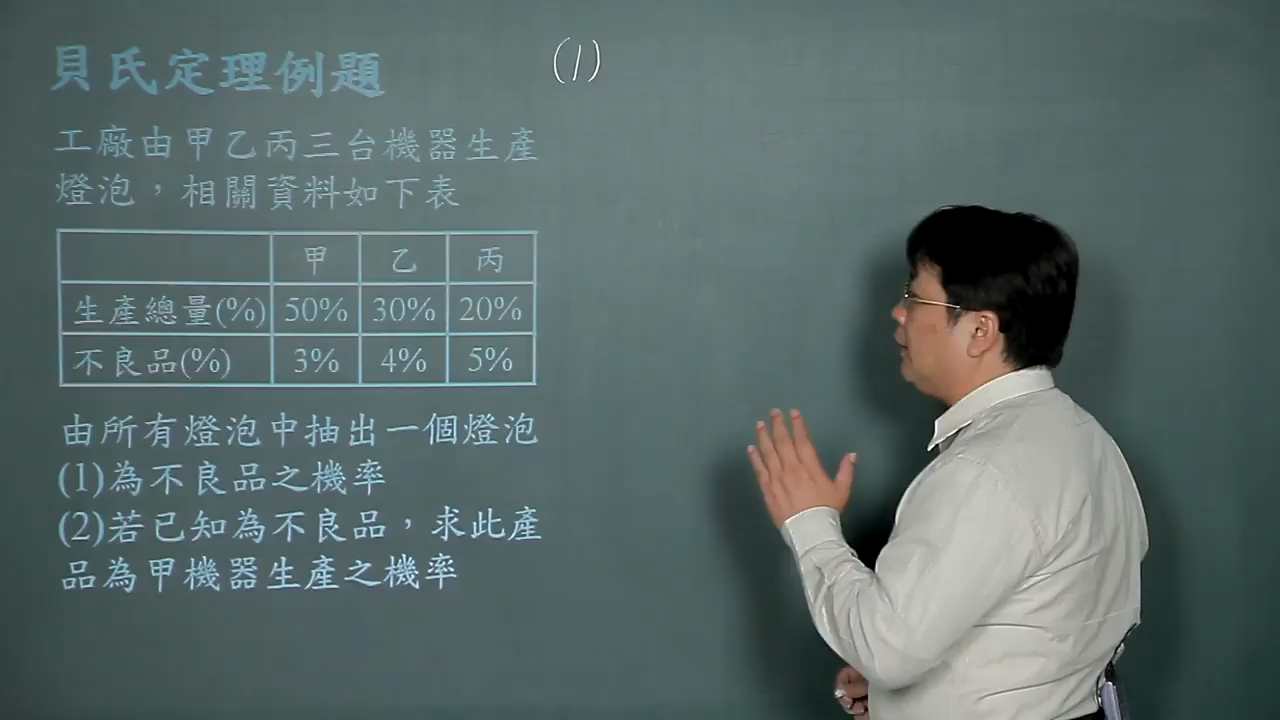 貝氏定理例題
(1)
工廠由甲乙丙三台機器生產
燈泡，相關資料如下表
甲 乙 丙
生產總量(%) 50% 30% 20%
不良品(%) 3% 4% 5%
由所有燈泡中抽出一個燈泡
(1)為不良品之機率
(2)若已知為不良品，求此產
品為甲機器生產之機率